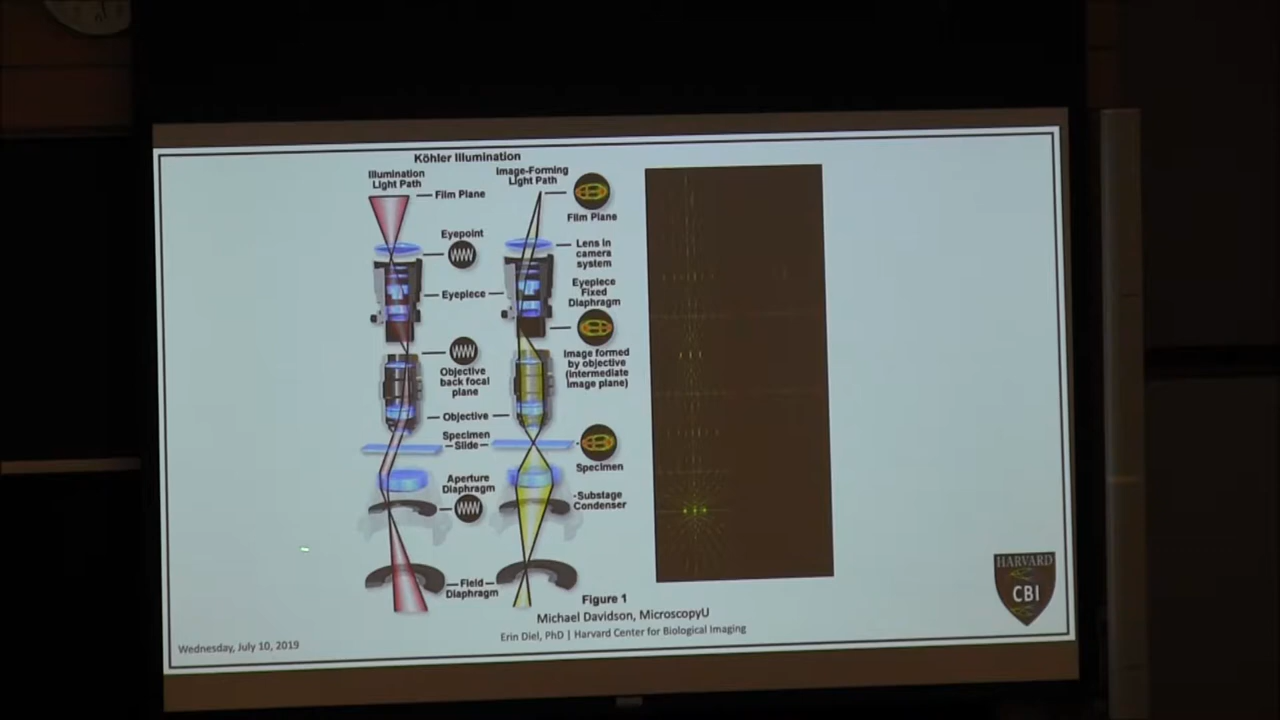 Köhler Illumination
Illumination
Light Path
Image-Forming
Light Path
Film Plane
Film Plane
Eyepoint
Lens in
camera
system
Eyepiece
Eyepiece
Fixed
Diaphragm
Image formed
by objective
(intermediate
image plane)
Objective
back focal
plane
Objective
Specimen
Slide
Specimen
Aperture
Diaphragm
Substage
Condenser
Field
Diaphragm
Figure 1
Michael Davidson, MicroscopyU
Erin Diel, PhD | Harvard Center for Biological Imaging
Wednesday, July 10, 2019
HARVARD
CBI